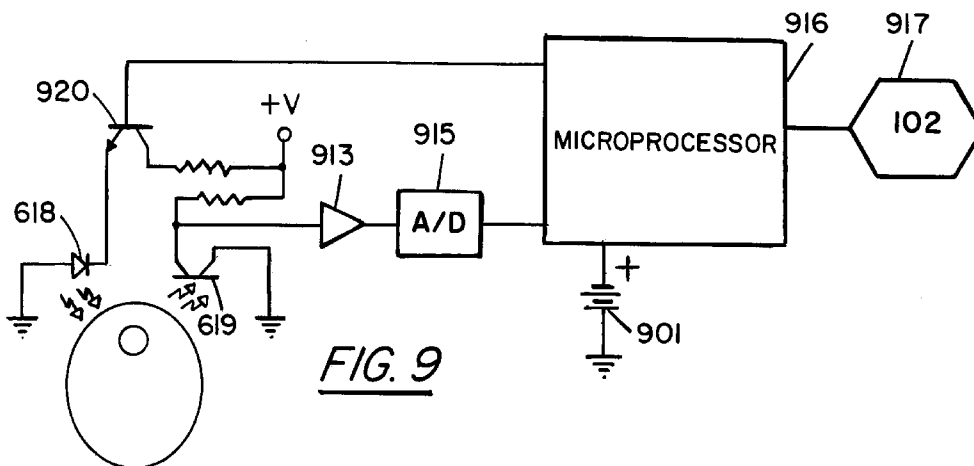 916
917
920
+V
913
915
MICROPROCESSOR
102
A/D
618
619
+
901
FIG. 9